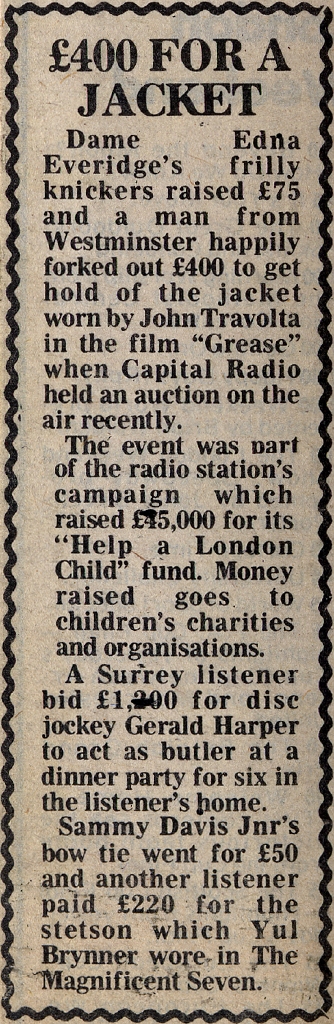 £400 FOR A
JACKET
Dame Edna
Everidge's frilly
knickers raised £75
and a man from
Westminster happily
forked out £400 to get
hold of the jacket
worn by John Travolta
in the film "Grease"
when Capital Radio
held an auction on the
air recently.
The event was part
of the radio station's
campaign which
raised for its
"Help a London
Child" fund. Money
raised goes to
children's charities
and organisations.
A Surrey listener
bid for disc
jockey Gerald Harper
to act as butler at a
dinner party for six in
the listener's home.
Sammy Davis Jnr's
bow tie went for £50
and another listener
paid £220 for the
stetson which Yul
Brynner wore in The
Magnificent Seven.